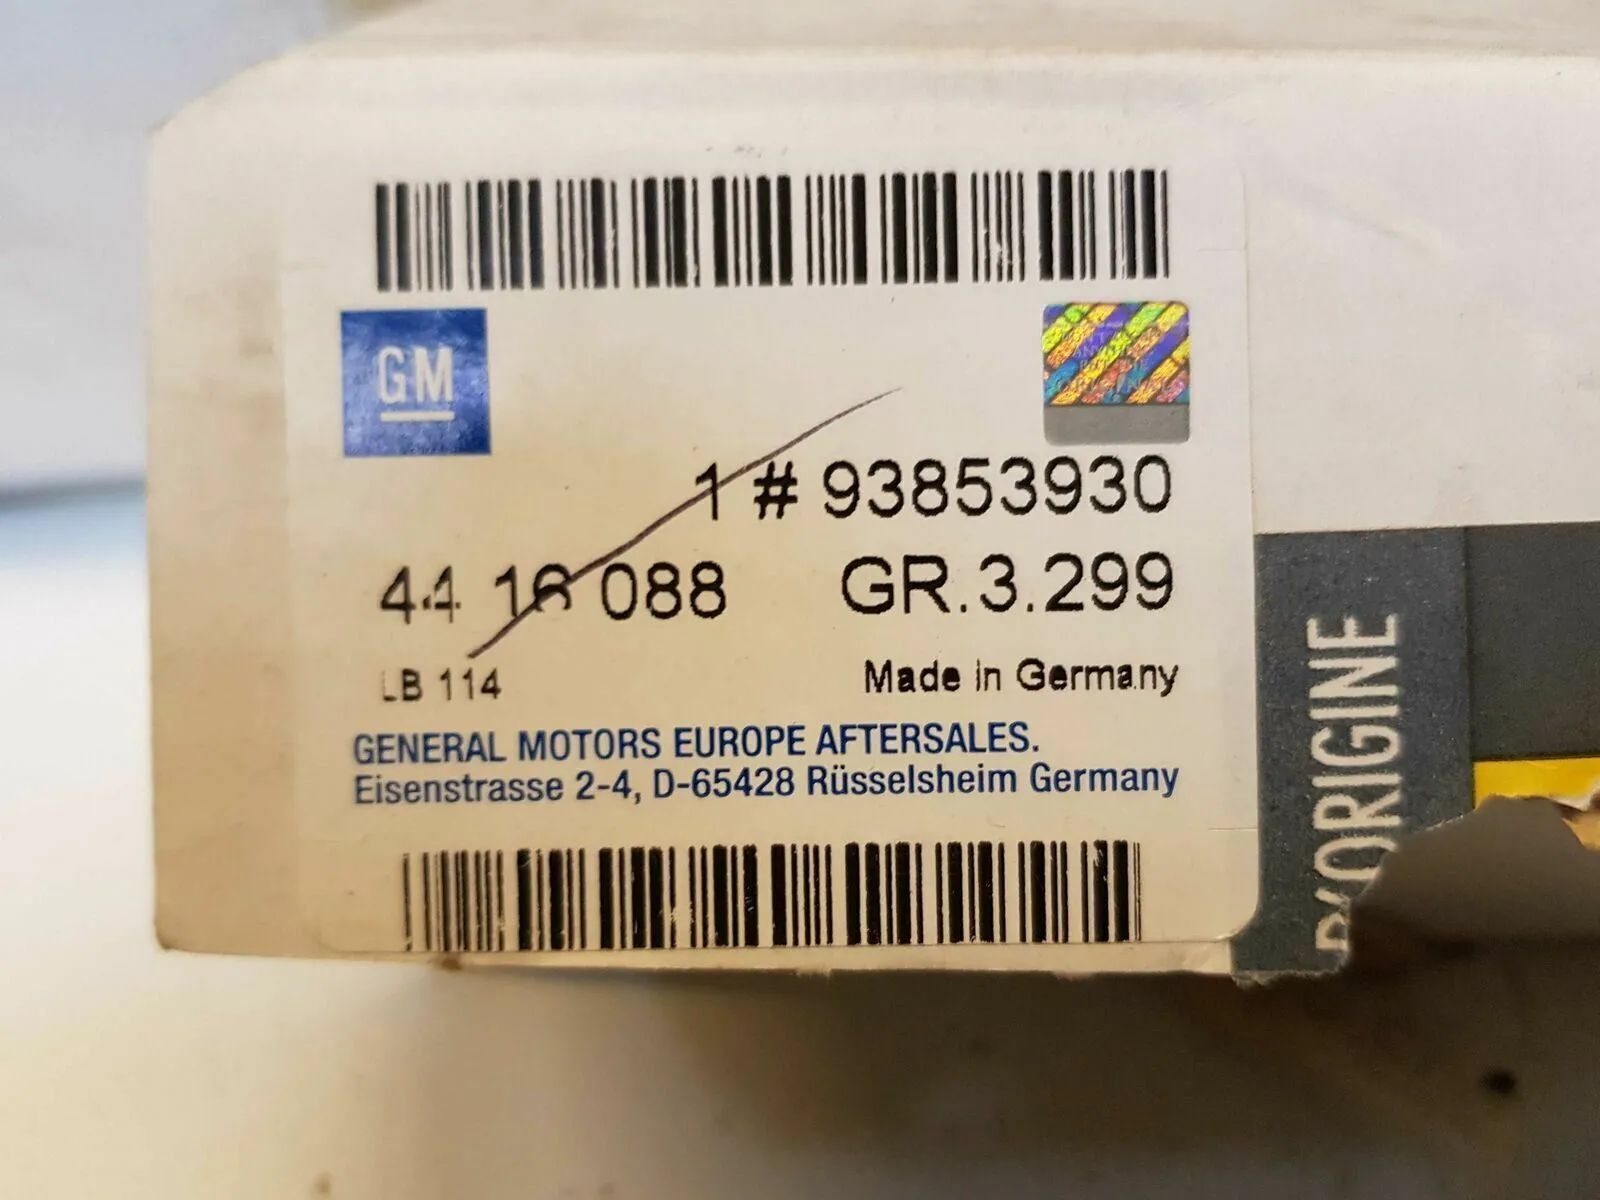 GM
1 # 93853930
44 16 088 GR.3.299
LB 114 Made in Germany
GENERAL MOTORS EUROPE AFTERSALES.
Eisenstrasse 2-4, D-65428 Rüsselsheim Germany
D'ORIGINE